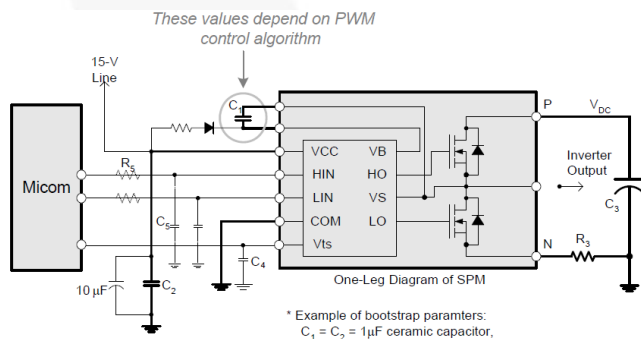 These values depend on PWM
control algorithm
15-V
Line
C1
P
VDC
R5
VCC
VB
Micom
HIN
HO
Inverter
Output
LIN
VS
C3
C5
COM
LO
Vts
C4
N
R3
10 μF
C2
One-Leg Diagram of SPM
* Example of bootstrap paramters:
C1 = C2 = 1μF ceramic capacitor,